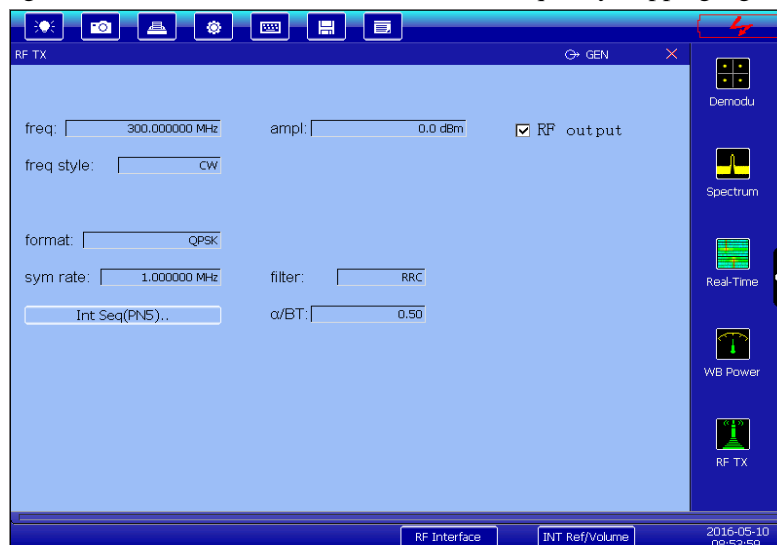 RF TX
GEN
freq: 300.000000 MHz
ampl: 0.0 dBm
RF output
freq style: CW
format: QPSK
sym rate: 1.000000 MHz
filter: RRC
Int Seq(PN5)..
α/BT: 0.50
Demodu
Spectrum
Real-Time
WB Power
RF TX
RF Interface
INT Ref/Volume
2016-05-10